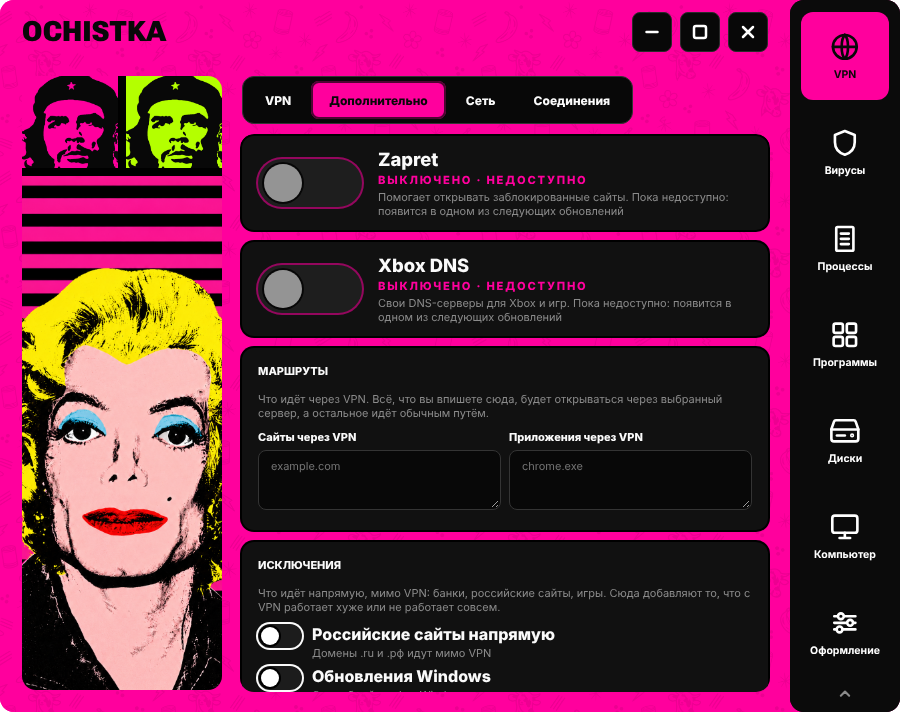 OCHISTKA
VPN
Дополнительно
Сеть
Соединения
Zapret
ВЫКЛЮЧЕНО · НЕДОСТУПНО
Помогает открывать заблокированные сайты. Пока недоступно:
появится в одном из следующих обновлений
Xbox DNS
ВЫКЛЮЧЕНО · НЕДОСТУПНО
Свои DNS-серверы для Xbox и игр. Пока недоступно: появится в
одном из следующих обновлений
МАРШРУТЫ
Что идёт через VPN. Всё, что вы впишете сюда, будет открываться через выбранный
сервер, а остальное идёт обычным путём.
Сайты через VPN
Приложения через VPN
example.com
chrome.exe
ИСКЛЮЧЕНИЯ
Что идёт напрямую, мимо VPN: банки, российские сайты, игры. Сюда добавляют то, что с
VPN работает хуже или не работает совсем.
Российские сайты напрямую
Домены .ru и .рф идут мимо VPN
Обновления Windows
VPN
Вирусы
Процессы
Программы
Диски
Компьютер
Оформление